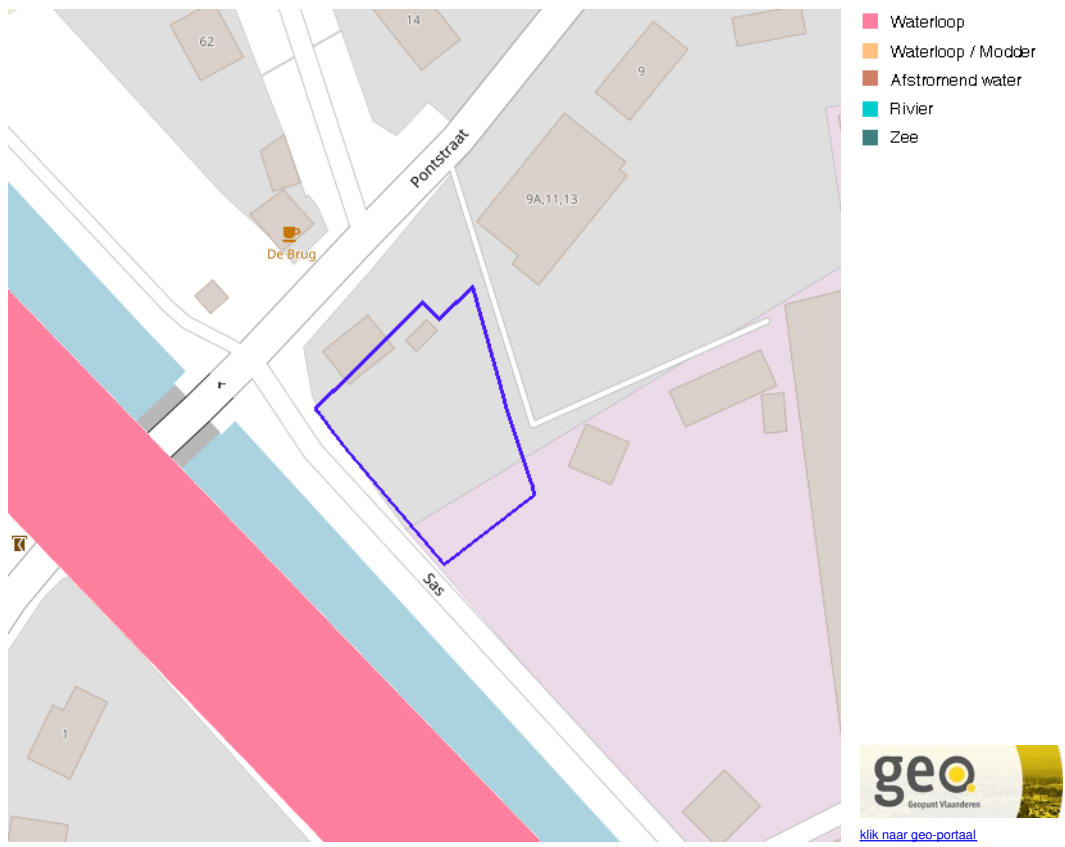 62
14
9
Pontstraat
9A,11,13
De Brug
Sas
1
Waterloop
Waterloop / Modder
Afstromend water
Rivier
Zee
geo
Geopunt Vlaanderen
klik naar geo-portaal